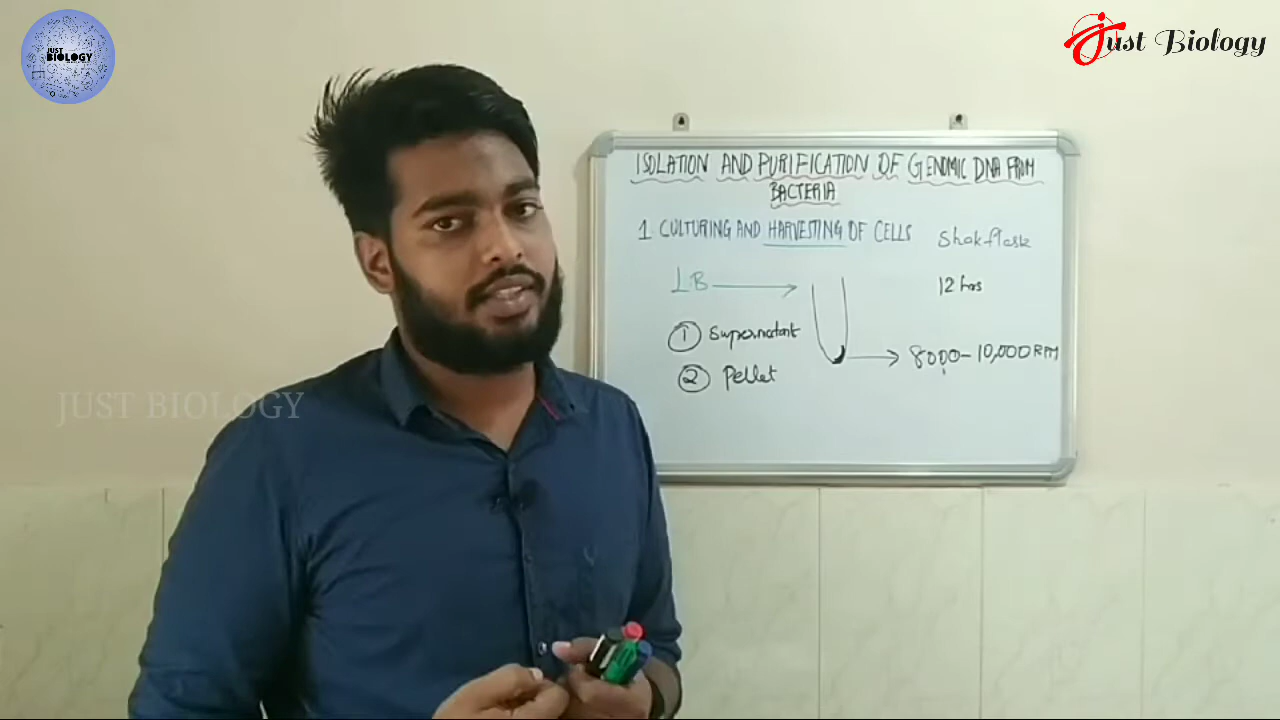 JUST
BIOLOGY
Just Biology
ISOLATION AND PURIFICATION OF GENOMIC DNA FROM
BACTERIA
1 CULTURING AND HARVESTING OF CELLS
Shakflask
LB
12 hrs
1 Supernatant
8000-10,000 RPM
2 Pellet
JUST BIOLOGY